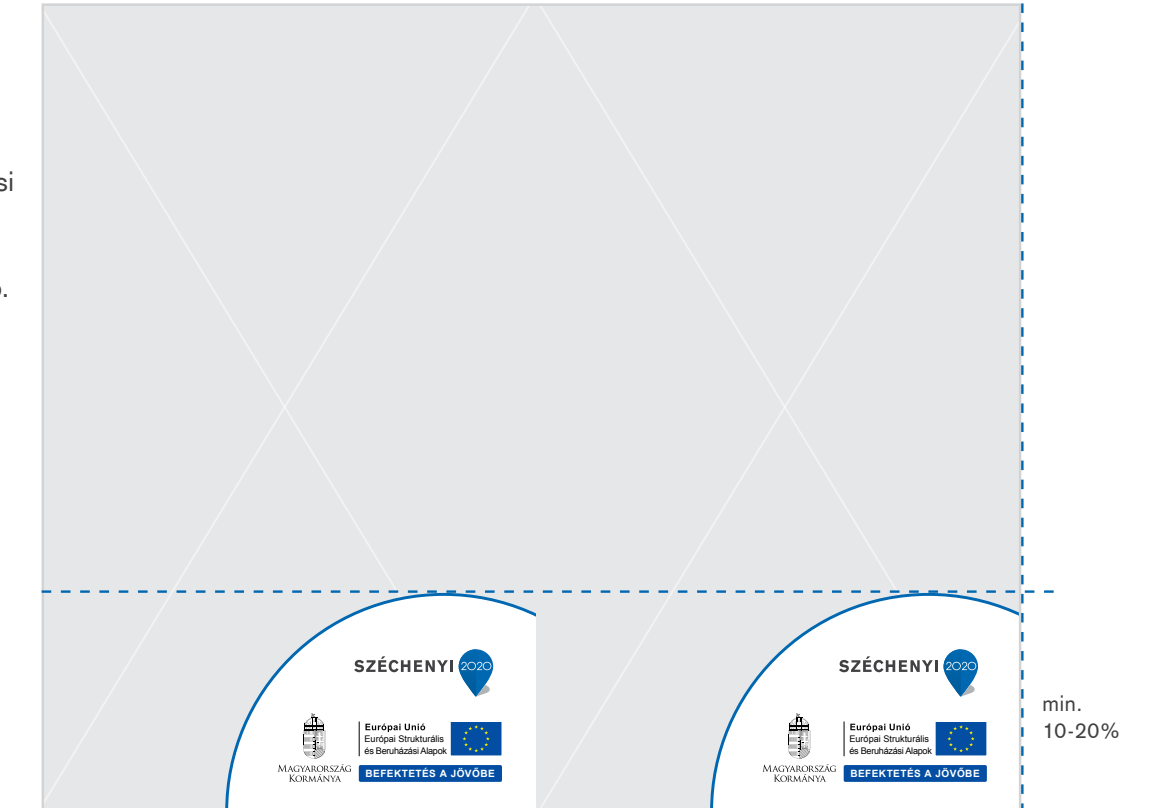 si
.
SZÉCHENYI 2020
MAGYARORSZÁG
KORMÁNYA
Európai Unió
Európai Strukturális
és Beruházási Alapok
BEFEKTETÉS A JÖVŐBE
SZÉCHENYI 2020
MAGYARORSZÁG
KORMÁNYA
Európai Unió
Európai Strukturális
és Beruházási Alapok
BEFEKTETÉS A JÖVŐBE
min.
10-20%